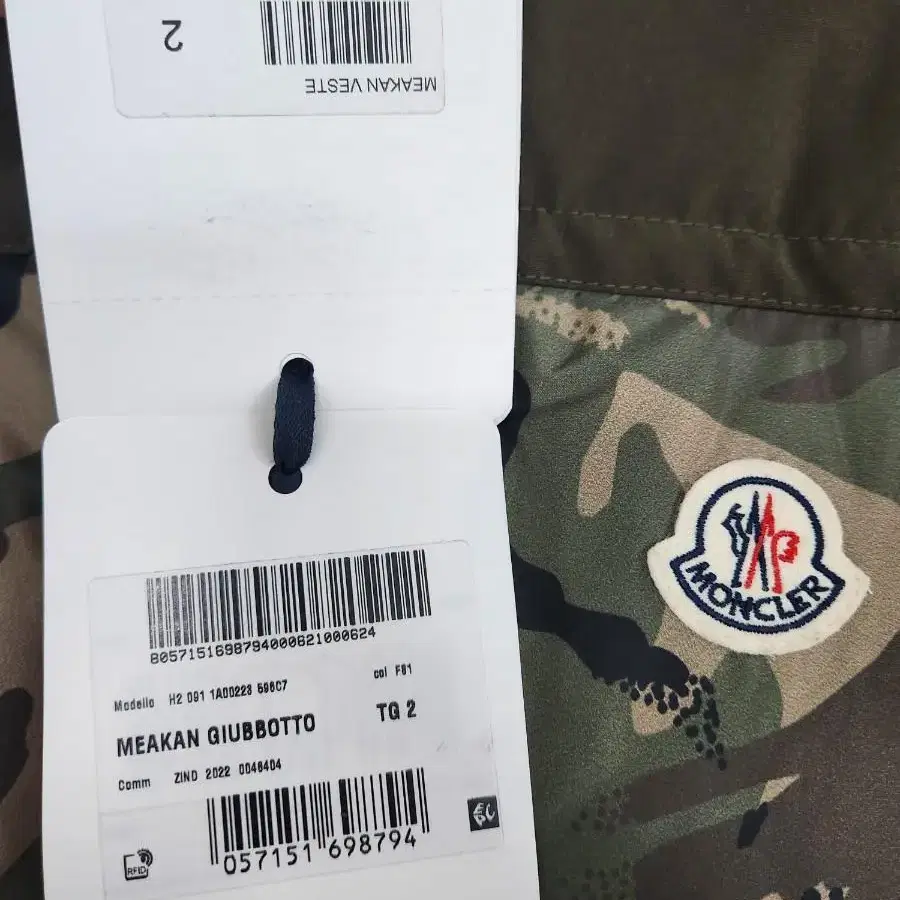 2
MEAKAN VESTE
8057151698794000621000624
Modello H2 091 1A00223 596C7 col F61
MEAKAN GIUBBOTTO TG 2
Comm ZIND 2022 0046404
RFID
057151 698794
MONCLER